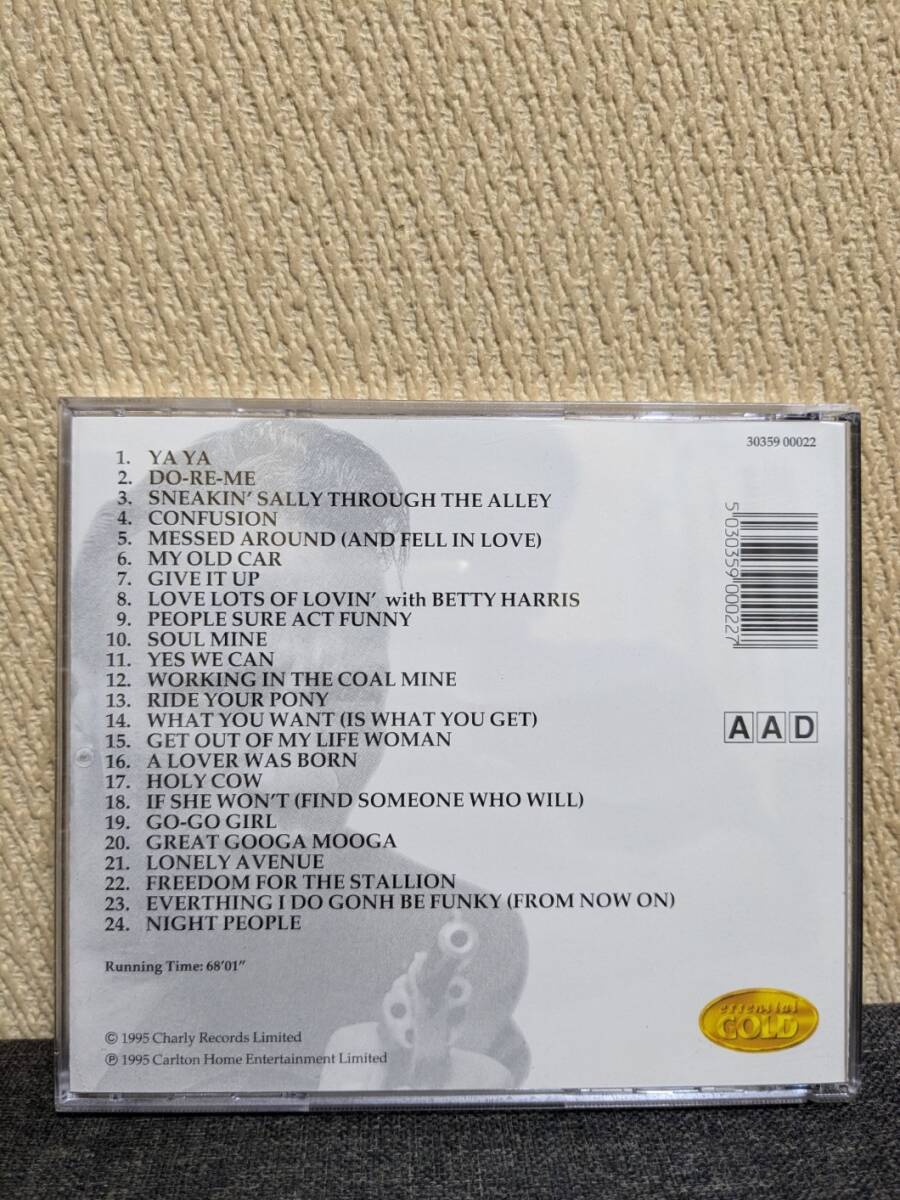 30359 00022
1. YA YA
2. DO-RE-ME
3. SNEAKIN' SALLY THROUGH THE ALLEY
4. CONFUSION
5. MESSED AROUND (AND FELL IN LOVE)
6. MY OLD CAR
7. GIVE IT UP
8. LOVE LOTS OF LOVIN' with BETTY HARRIS
9. PEOPLE SURE ACT FUNNY
10. SOUL MINE
11. YES WE CAN
12. WORKING IN THE COAL MINE
13. RIDE YOUR PONY
14. WHAT YOU WANT (IS WHAT YOU GET)
15. GET OUT OF MY LIFE WOMAN
16. A LOVER WAS BORN
17. HOLY COW
18. IF SHE WON'T (FIND SOMEONE WHO WILL)
19. GO-GO GIRL
20. GREAT GOOGA MOOGA
21. LONELY AVENUE
22. FREEDOM FOR THE STALLION
23. EVERTHING I DO GONH BE FUNKY (FROM NOW ON)
24. NIGHT PEOPLE
5 030359 000227
AAD
Running Time: 68'01"
essential
GOLD
© 1995 Charly Records Limited
℗ 1995 Carlton Home Entertainment Limited